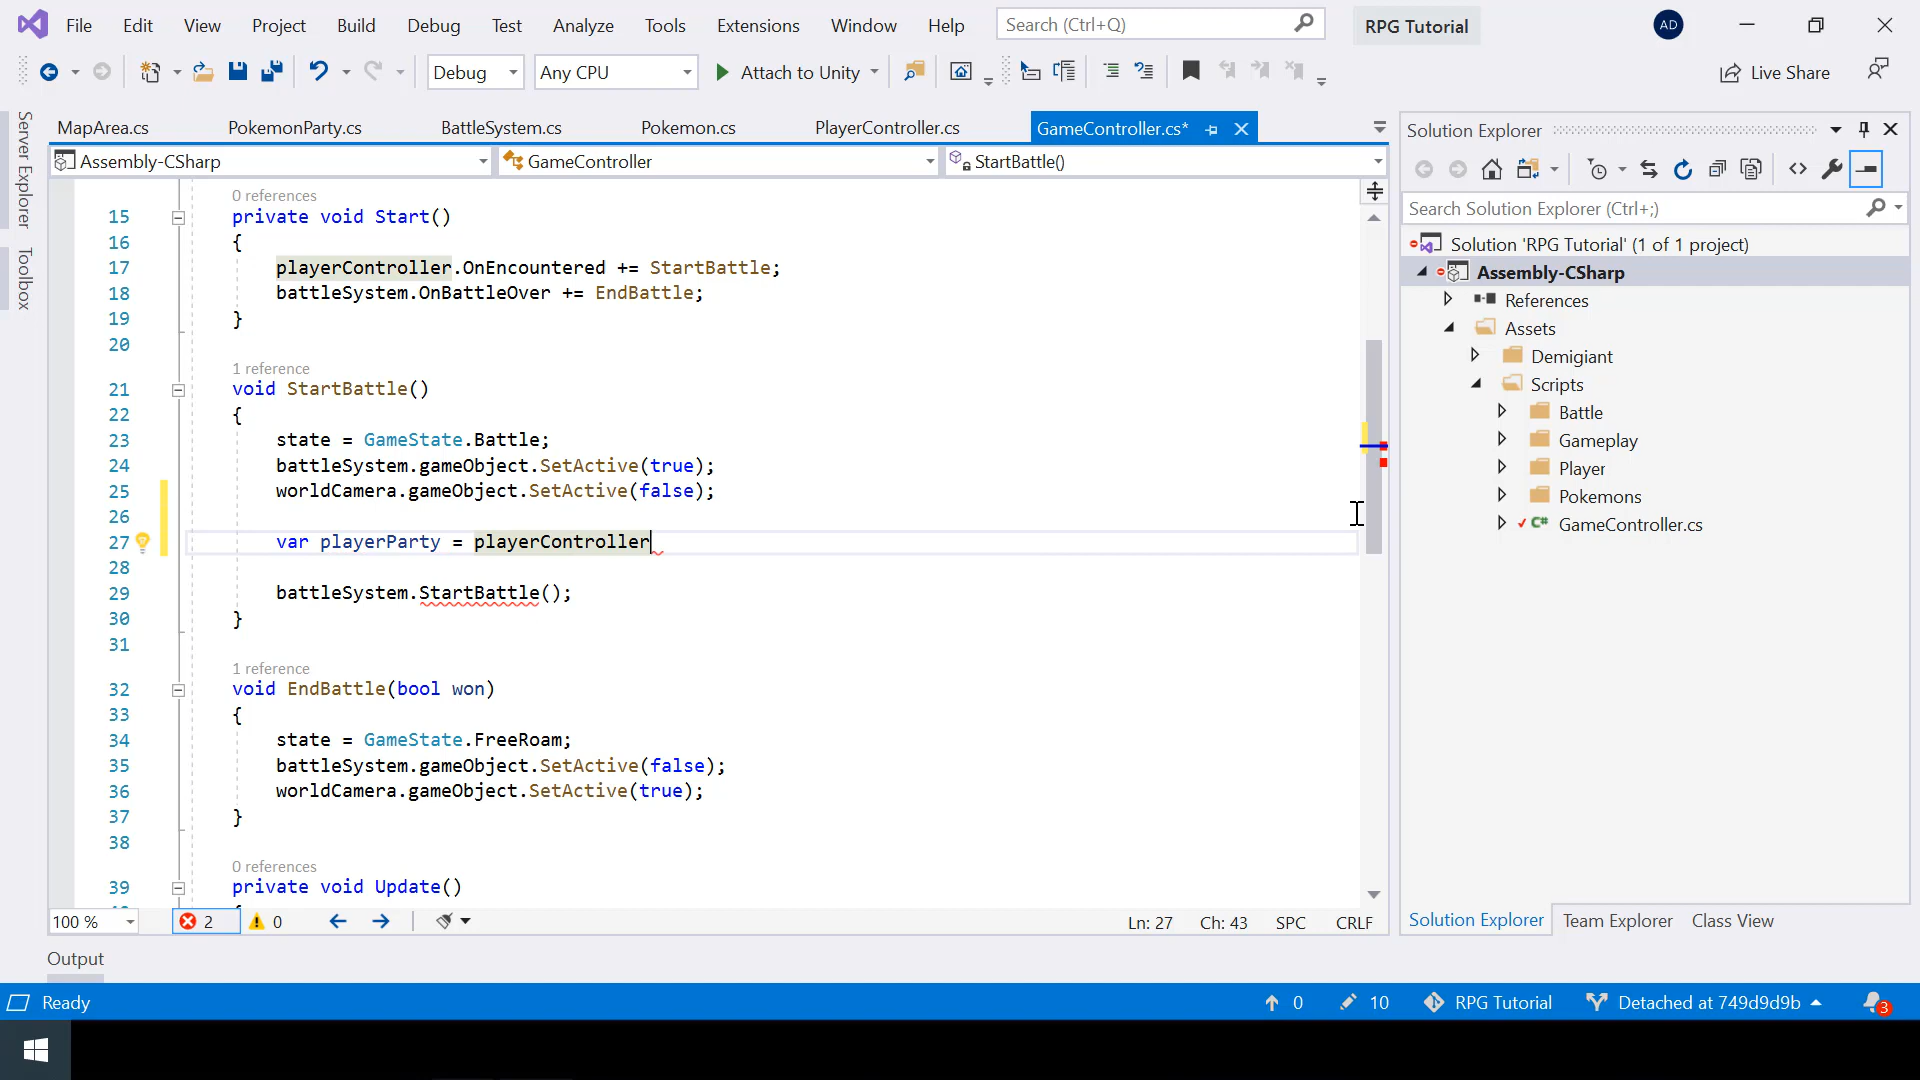 File Edit View Project Build Debug Test Analyze Tools Extensions Window Help Search (Ctrl+Q) RPG Tutorial AD
Debug Any CPU Attach to Unity Live Share
Server Explorer
Toolbox
MapArea.cs PokemonParty.cs BattleSystem.cs Pokemon.cs PlayerController.cs GameController.cs*
Assembly-CSharp GameController StartBattle()
0 references
15 private void Start()
16 {
17 playerController.OnEncountered += StartBattle;
18 battleSystem.OnBattleOver += EndBattle;
19 }
20
1 reference
21 void StartBattle()
22 {
23 state = GameState.Battle;
24 battleSystem.gameObject.SetActive(true);
25 worldCamera.gameObject.SetActive(false);
26
27 var playerParty = playerController
28
29 battleSystem.StartBattle();
30 }
31
1 reference
32 void EndBattle(bool won)
33 {
34 state = GameState.FreeRoam;
35 battleSystem.gameObject.SetActive(false);
36 worldCamera.gameObject.SetActive(true);
37 }
38
0 references
39 private void Update()
100 % 2 0 Ln: 27 Ch: 43 SPC CRLF
Solution Explorer
Search Solution Explorer (Ctrl+;)
Solution 'RPG Tutorial' (1 of 1 project)
Assembly-CSharp
References
Assets
Demigiant
Scripts
Battle
Gameplay
Player
Pokemons
C# GameController.cs
Solution Explorer Team Explorer Class View
Output
Ready 0 10 RPG Tutorial Detached at 749d9d9b 3